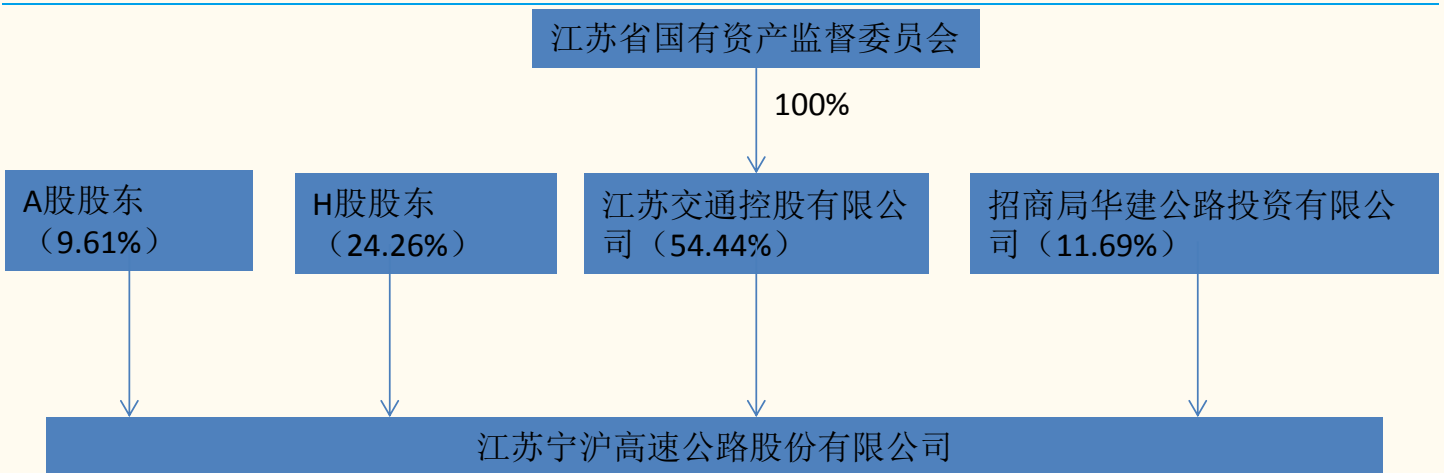 江苏省国有资产监督委员会
100%
A股股东
（9.61%）
H股股东
（24.26%）
江苏交通控股有限公
司（54.44%）
招商局华建公路投资有限公
司（11.69%）
江苏宁沪高速公路股份有限公司